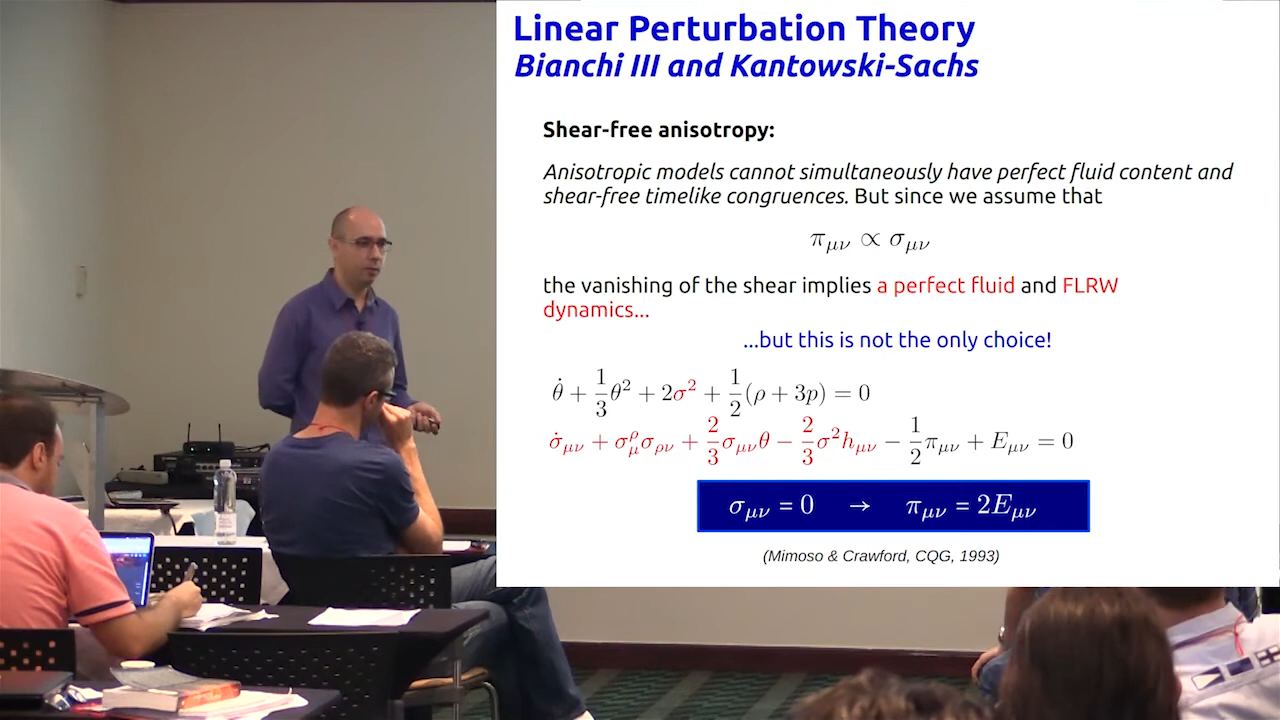 Linear Perturbation Theory
Bianchi III and Kantowski-Sachs
Shear-free anisotropy:
Anisotropic models cannot simultaneously have perfect fluid content and
shear-free timelike congruences. But since we assume that
π_{μν} ∝ σ_{μν}
the vanishing of the shear implies a perfect fluid and FLRW
dynamics...
...but this is not the only choice!
θ̇ + 1/3 θ² + 2σ² + 1/2 (ρ + 3p) = 0
σ̇_{μν} + σ^ρ_μ σ_{ρν} + 2/3 σ_{μν}θ − 2/3 σ²h_{μν} − 1/2 π_{μν} + E_{μν} = 0
σ_{μν} = 0 → π_{μν} = 2E_{μν}
(Mimoso & Crawford, CQG, 1993)